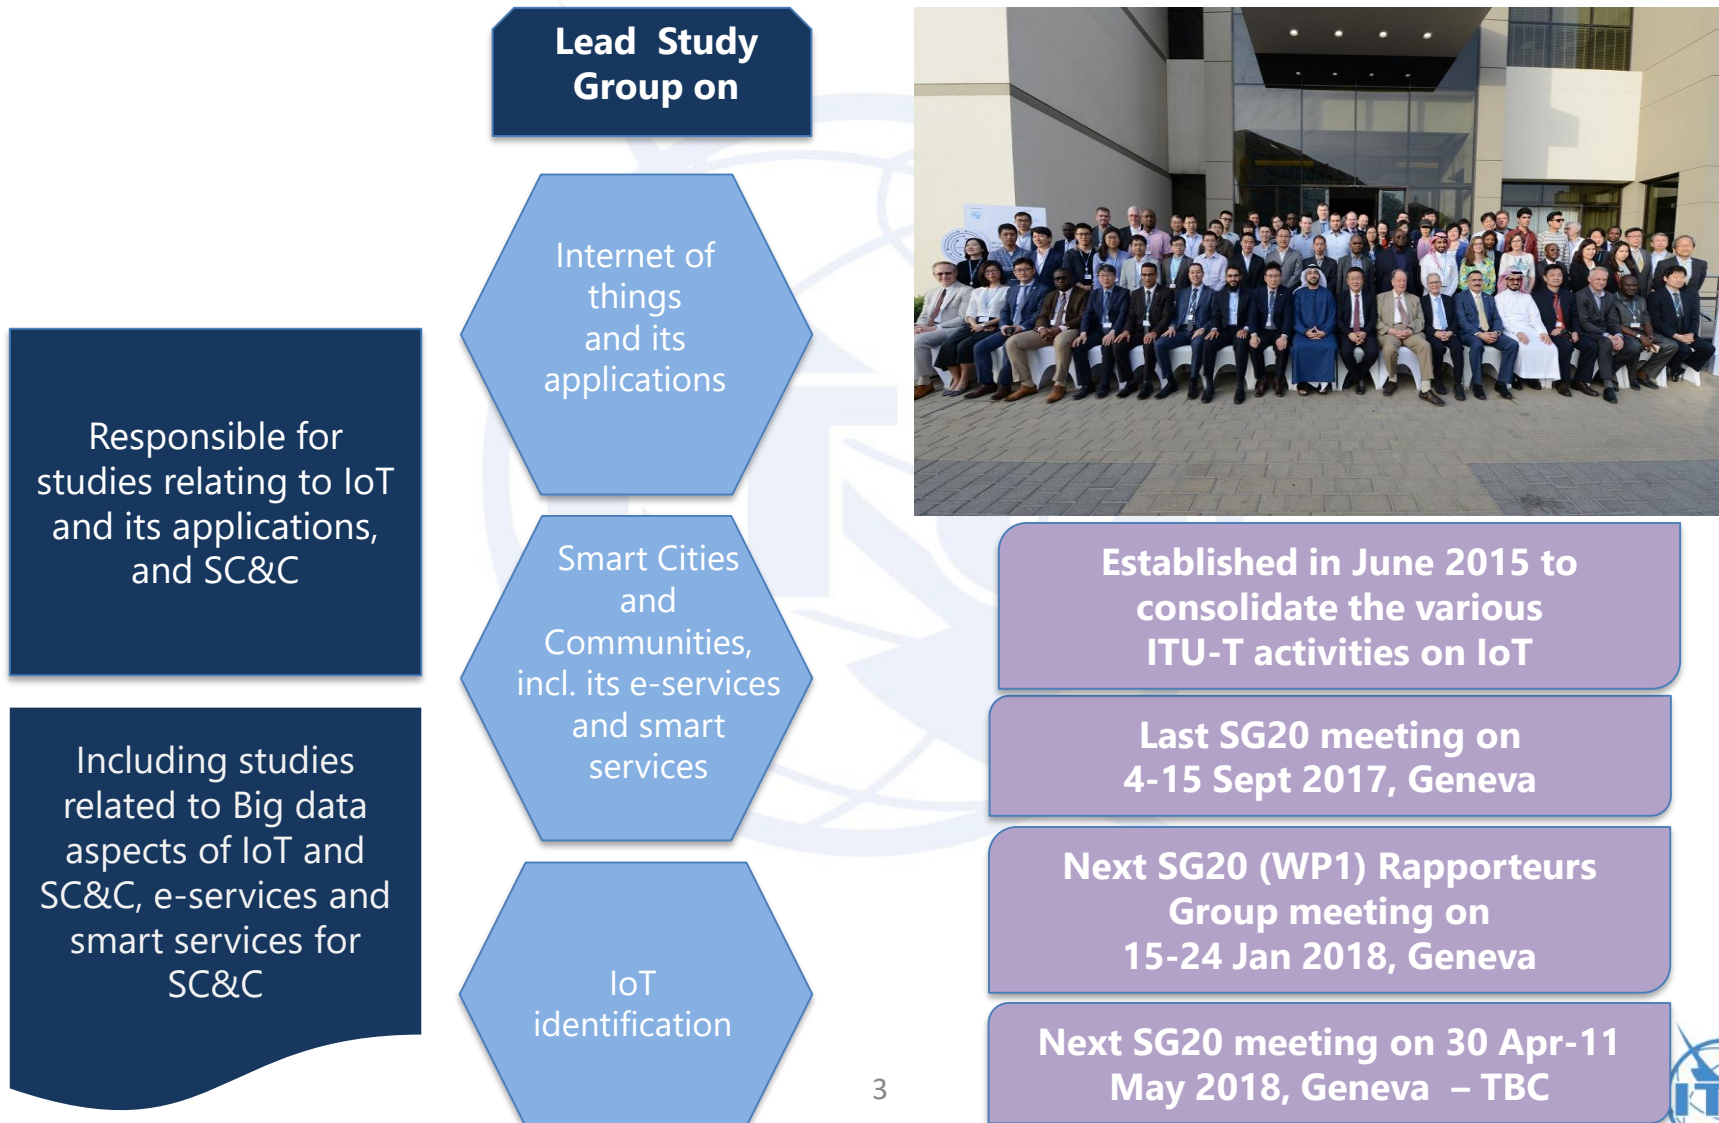 Lead Study
Group on
Internet of
things
and its
applications
Responsible for
studies relating to IoT
and its applications,
and SC&C
Smart Cities
and
Communities,
incl. its e-services
and smart
services
Including studies
related to Big data
aspects of IoT and
SC&C, e-services and
smart services for
SC&C
IoT
identification
Established in June 2015 to
consolidate the various
ITU-T activities on IoT
Last SG20 meeting on
4-15 Sept 2017, Geneva
Next SG20 (WP1) Rapporteurs
Group meeting on
15-24 Jan 2018, Geneva
Next SG20 meeting on 30 Apr-11
May 2018, Geneva – TBC
3